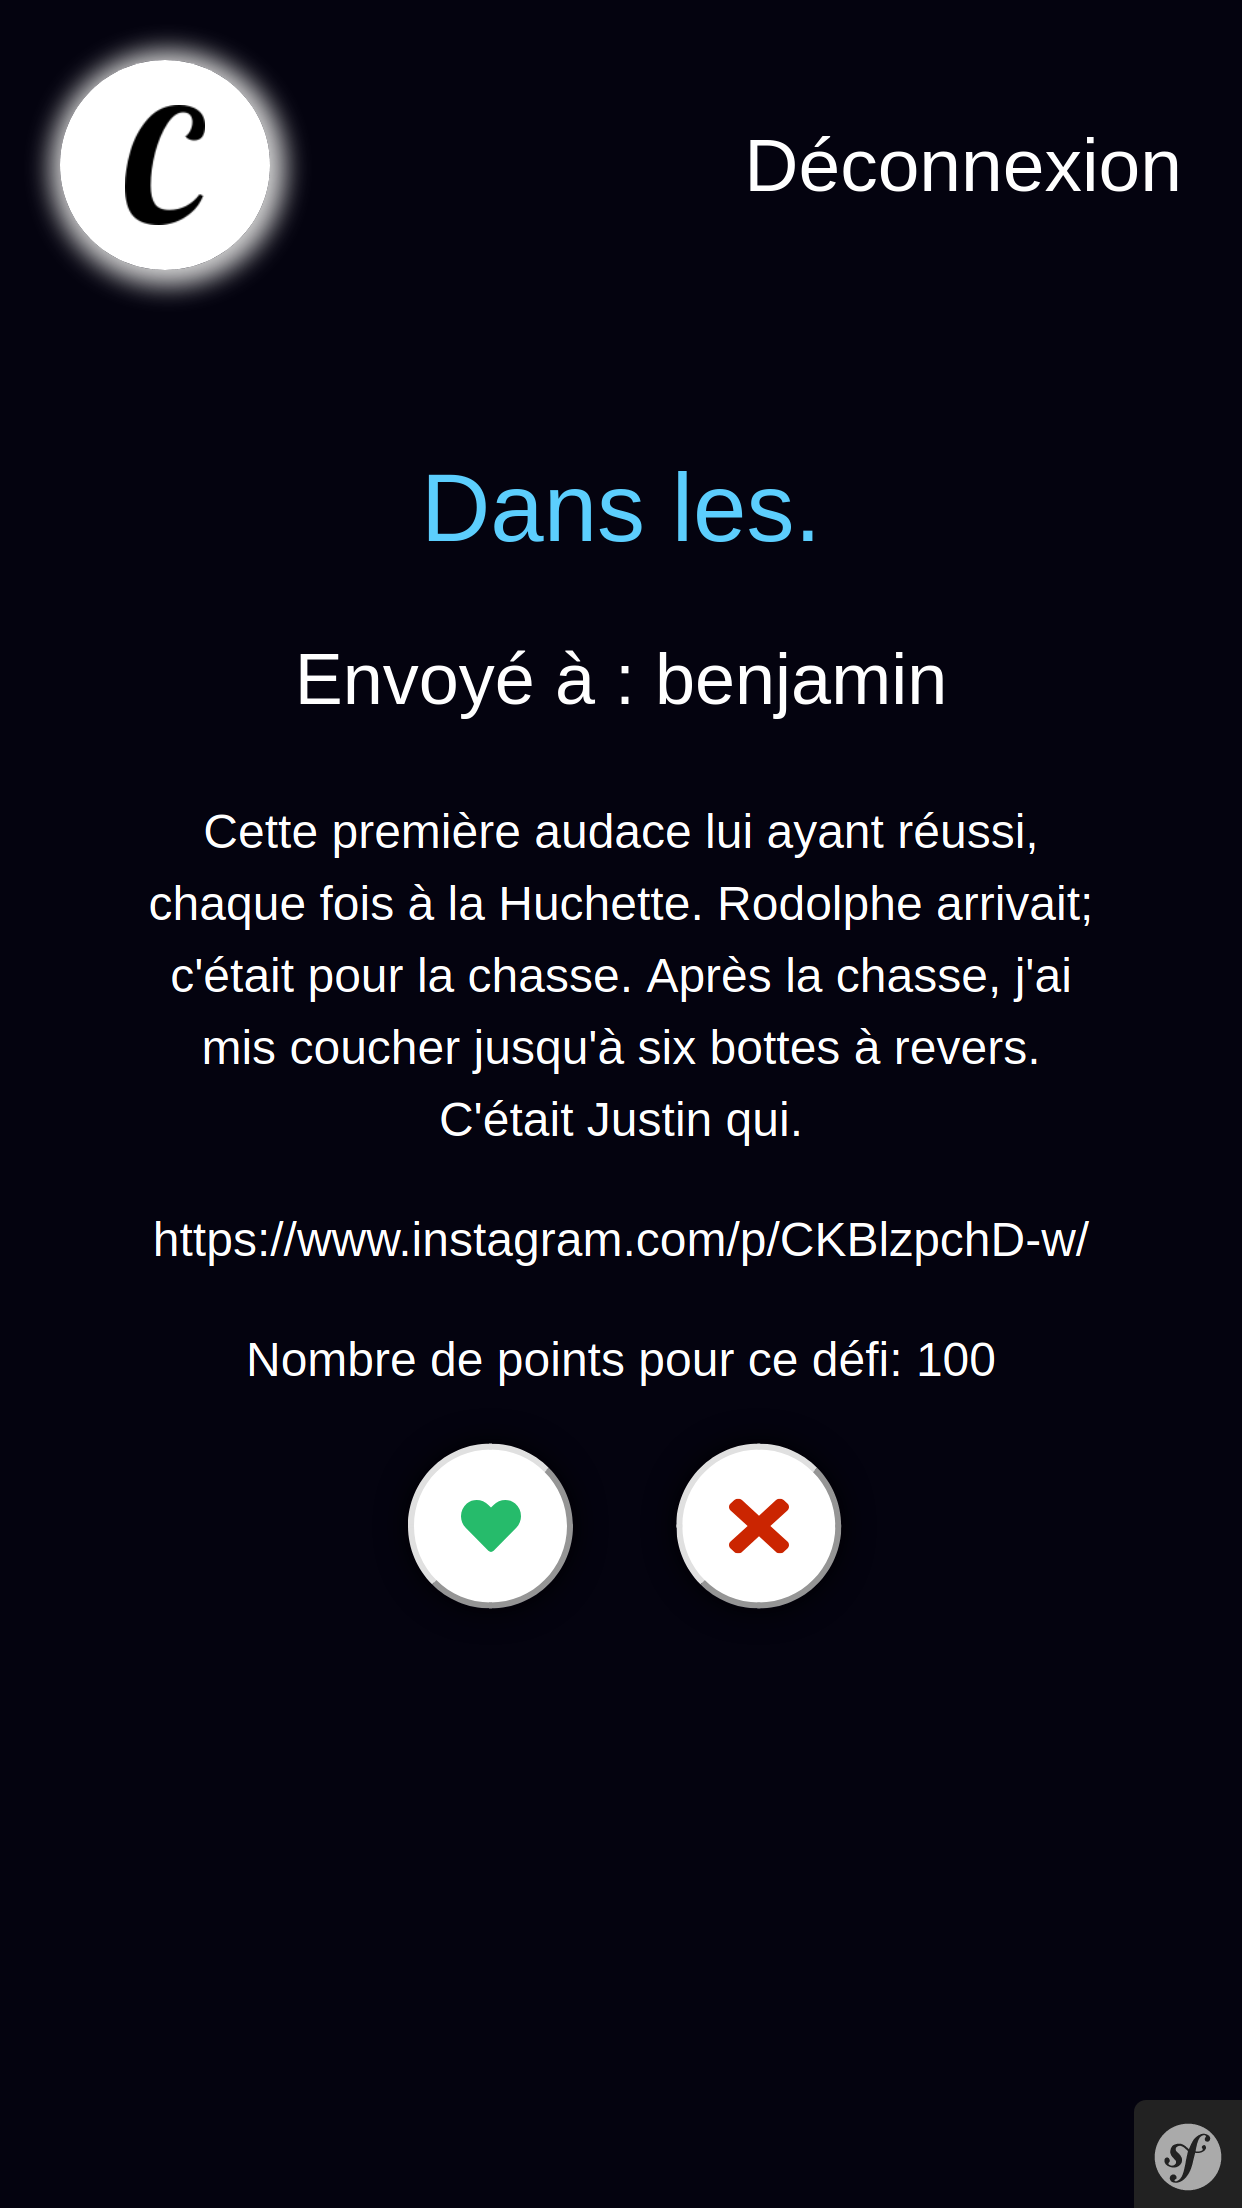 C
Déconnexion
Dans les.
Envoyé à : benjamin
Cette première audace lui ayant réussi,
chaque fois à la Huchette. Rodolphe arrivait;
c'était pour la chasse. Après la chasse, j'ai
mis coucher jusqu'à six bottes à revers.
C'était Justin qui.
https://www.instagram.com/p/CKBlzpchD-w/
Nombre de points pour ce défi: 100
sf